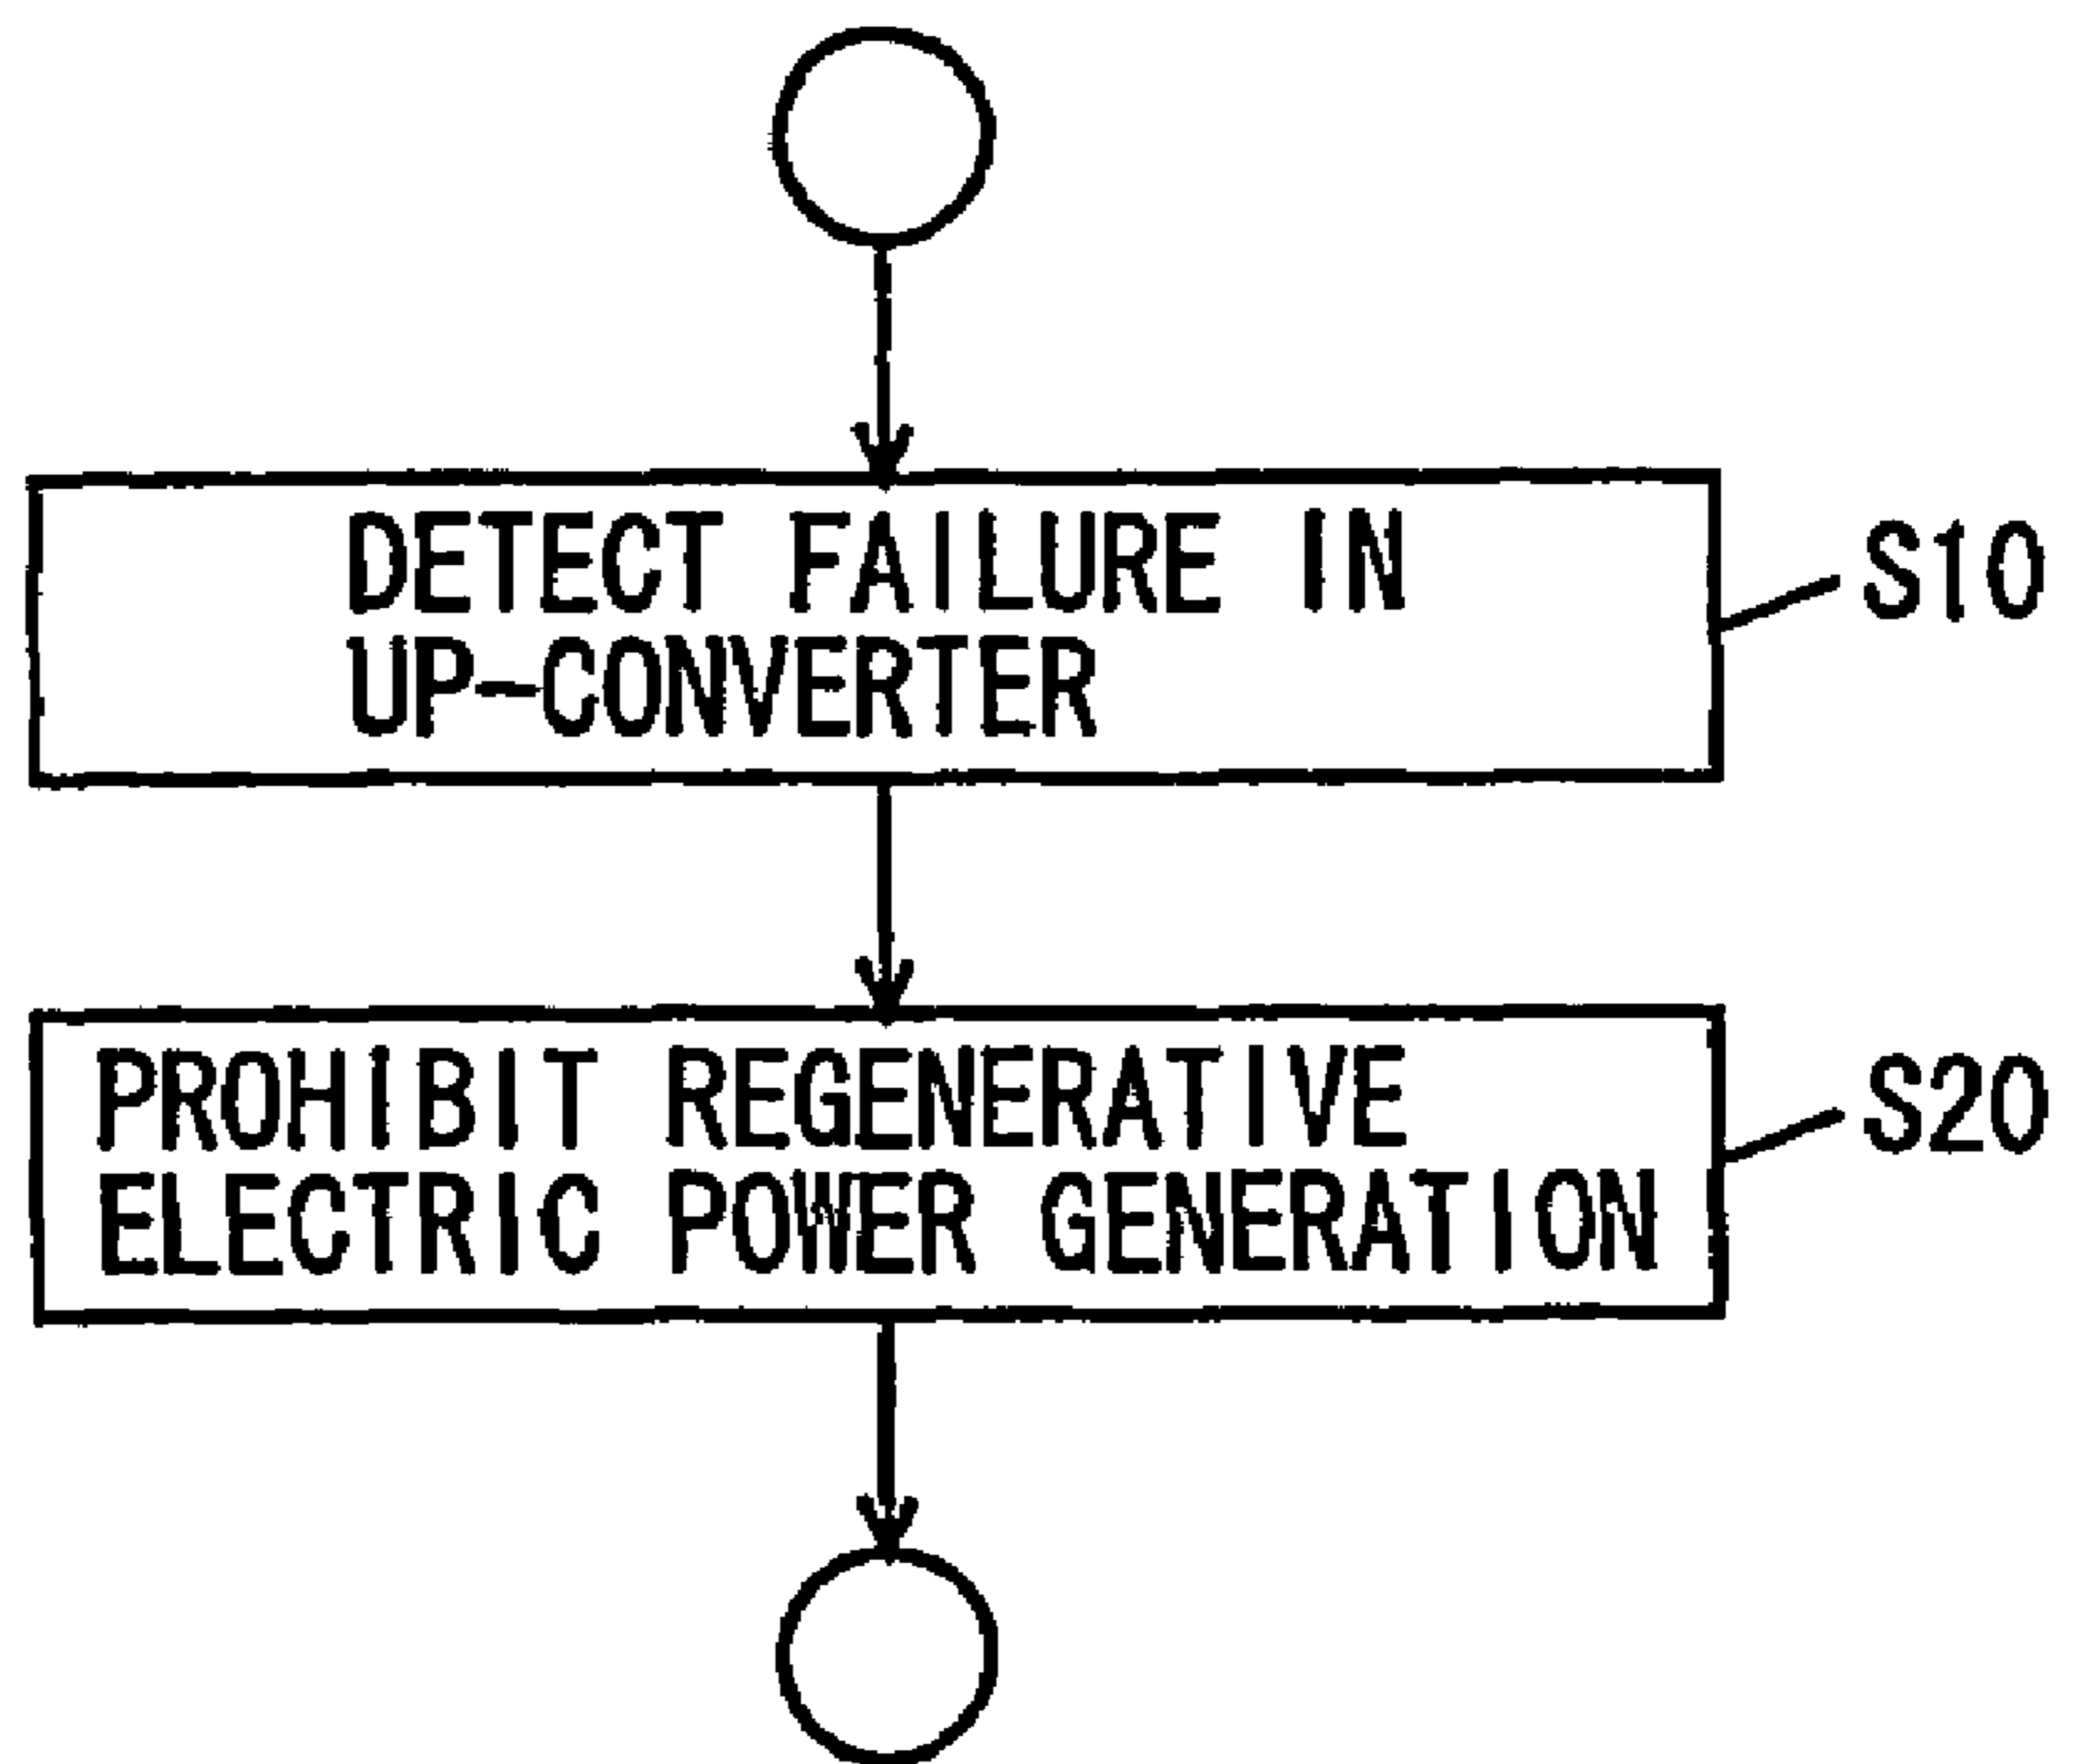 DETECT FAILURE IN
UP-CONVERTER
S10
PROHIBIT REGENERATIVE
ELECTRIC POWER GENERATION
S20